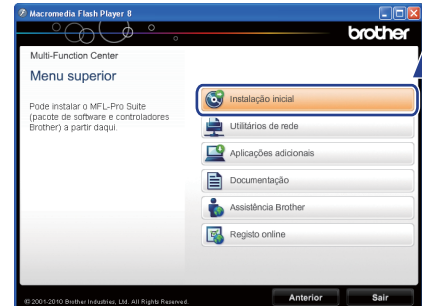 Macromedia Flash Player 8
brother
Multi-Function Center
Menu superior
Pode instalar o MFL-Pro Suite
(pacote de software e controladores
Brother) a partir daqui.
Instalação inicial
Utilitários de rede
Aplicações adicionais
Documentação
Assistência Brother
Registo online
© 2001-2010 Brother Industries, Ltd. All Rights Reserved.
Anterior
Sair